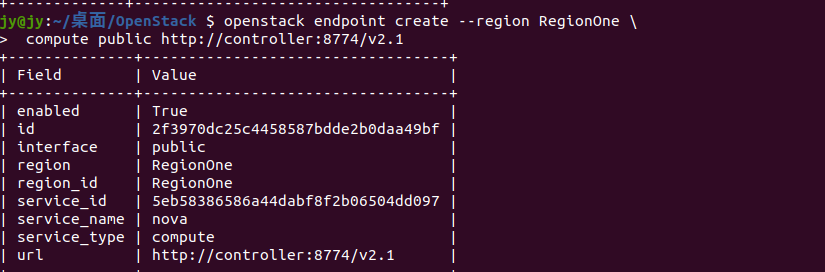 +-------------+----------------------------------+
jy@jy:~/桌面/OpenStack $ openstack endpoint create --region RegionOne \
>  compute public http://controller:8774/v2.1
+--------------+----------------------------------+
| Field        | Value                            |
+--------------+----------------------------------+
| enabled      | True                             |
| id           | 2f3970dc25c4458587bdde2b0daa49bf |
| interface    | public                           |
| region       | RegionOne                        |
| region_id    | RegionOne                        |
| service_id   | 5eb58386586a44dabf8f2b06504dd097 |
| service_name | nova                             |
| service_type | compute                          |
| url          | http://controller:8774/v2.1      |
+--------------+----------------------------------+